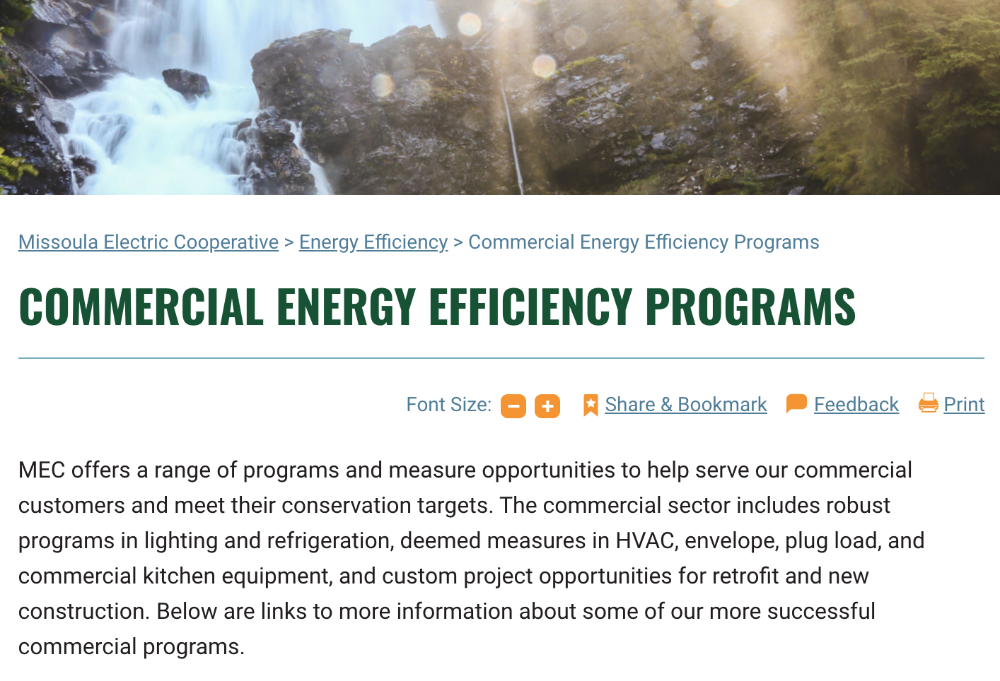 Missoula Electric Cooperative > Energy Efficiency > Commercial Energy Efficiency Programs
COMMERCIAL ENERGY EFFICIENCY PROGRAMS
Font Size: − + Share & Bookmark Feedback Print
MEC offers a range of programs and measure opportunities to help serve our commercial
customers and meet their conservation targets. The commercial sector includes robust
programs in lighting and refrigeration, deemed measures in HVAC, envelope, plug load, and
commercial kitchen equipment, and custom project opportunities for retrofit and new
construction. Below are links to more information about some of our more successful
commercial programs.